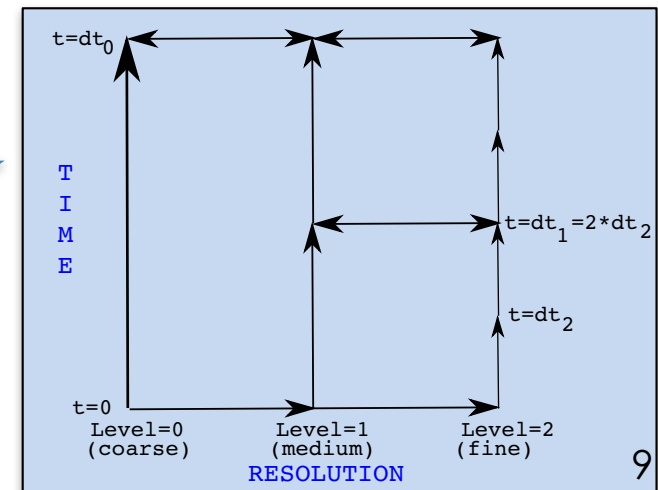 t=dt0
T
I
M
E
t=dt1=2*dt2
t=dt2
t=0
Level=0 Level=1 Level=2
(coarse) (medium) (fine)
RESOLUTION
9